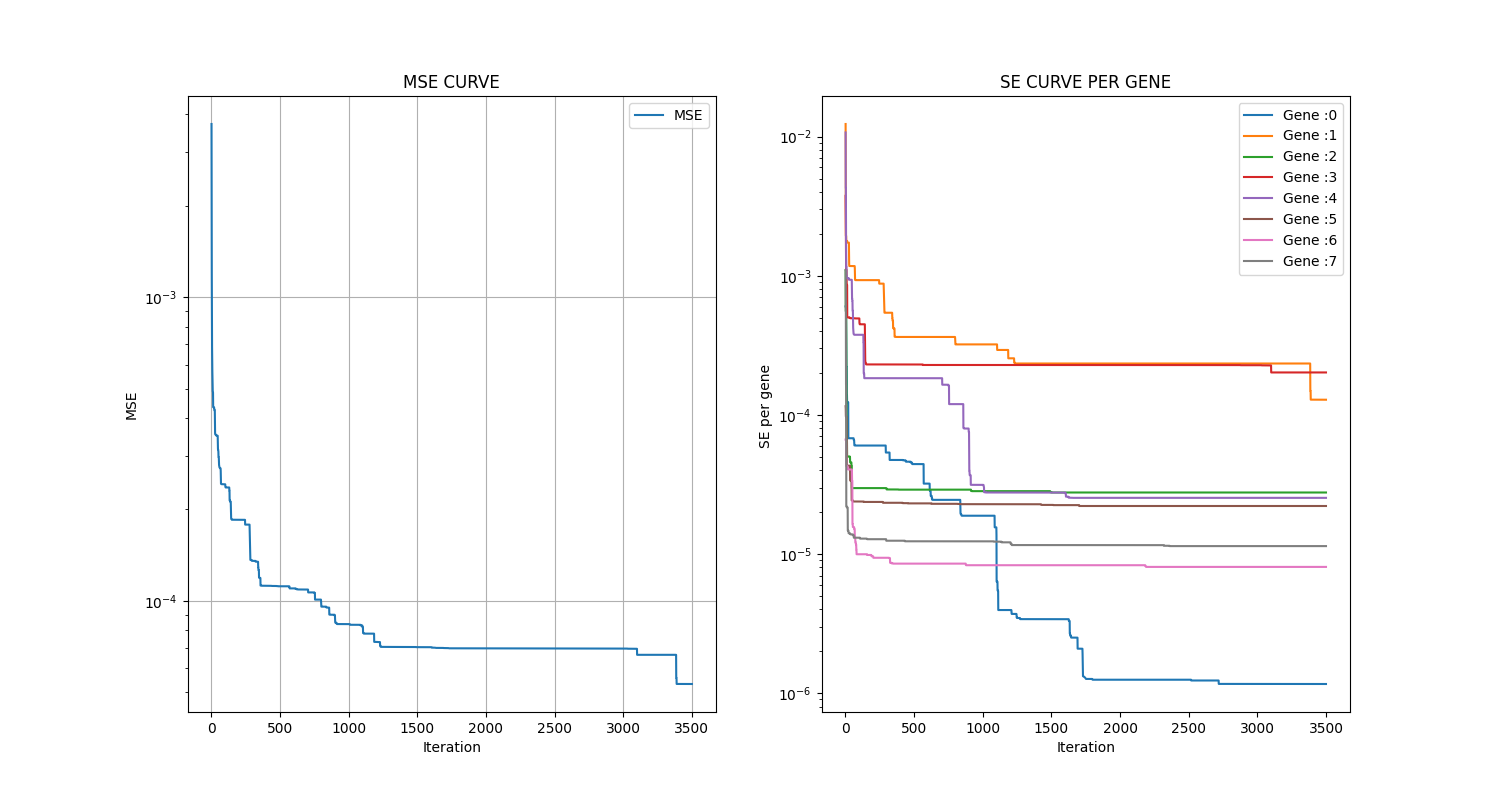 MSE CURVE
MSE
10⁻³
10⁻⁴
MSE
0 500 1000 1500 2000 2500 3000 3500
Iteration
SE CURVE PER GENE
Gene :0
Gene :1
Gene :2
Gene :3
Gene :4
Gene :5
Gene :6
Gene :7
10⁻²
10⁻³
10⁻⁴
10⁻⁵
10⁻⁶
SE per gene
0 500 1000 1500 2000 2500 3000 3500
Iteration